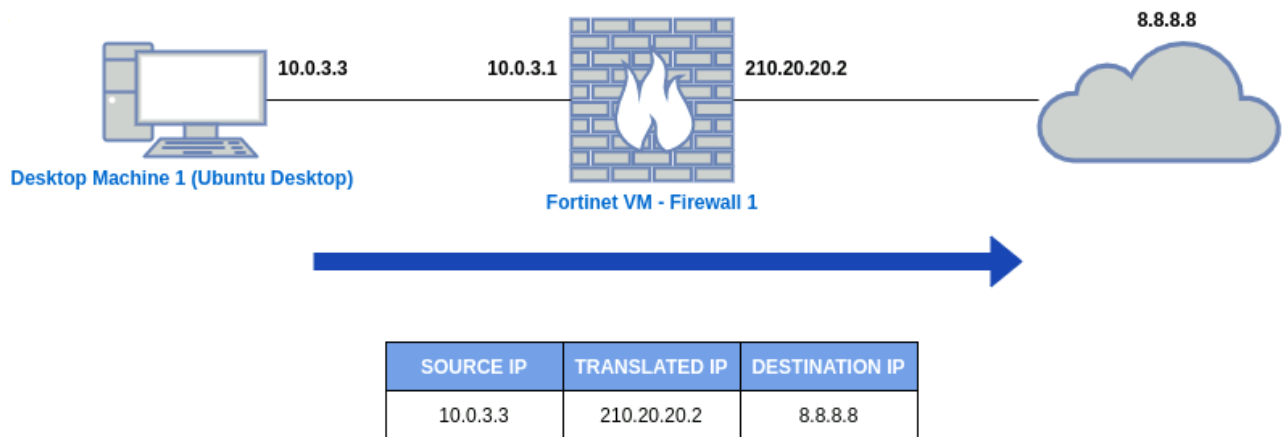 8.8.8.8
10.0.3.3
10.0.3.1
210.20.20.2
Desktop Machine 1 (Ubuntu Desktop)
Fortinet VM - Firewall 1
SOURCE IP TRANSLATED IP DESTINATION IP
10.0.3.3 210.20.20.2 8.8.8.8